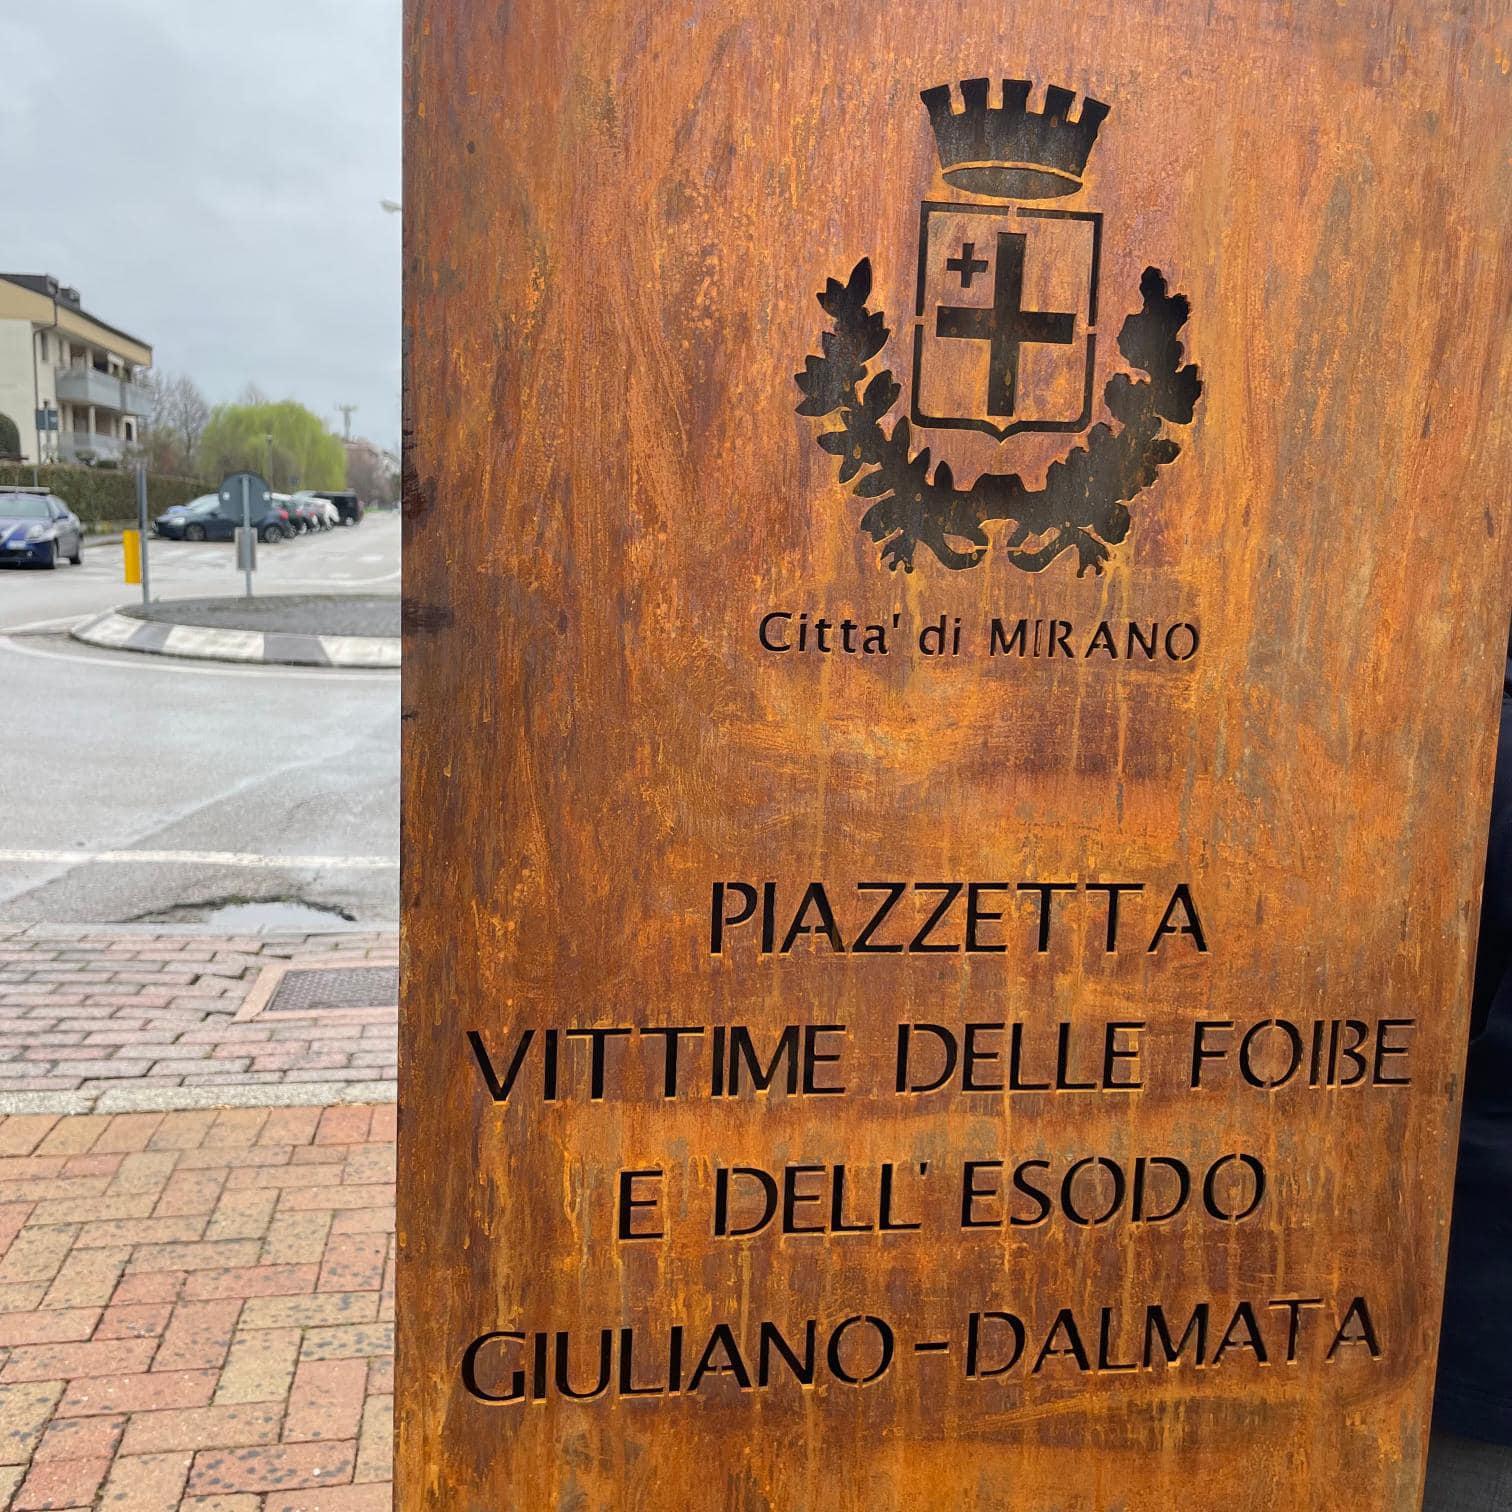 Citta' di MIRANO
PIAZZETTA
VITTIME DELLE FOIBE
E DELL'ESODO
GIULIANO-DALMATA